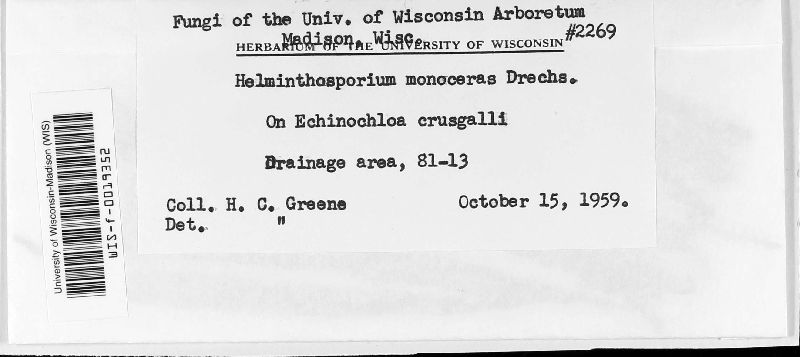 Fungi of the Univ. of Wisconsin Arboretum
Madison, Wisc.
HERBARIUM OF THE UNIVERSITY OF WISCONSIN #2269
Helminthosporium monoceras Drechs.
On Echinochloa crusgalli
Drainage area, 81-13
Coll. H. C. Greene October 15, 1959.
Det. "
University of Wisconsin-Madison (WIS)
WIS-f-0019352